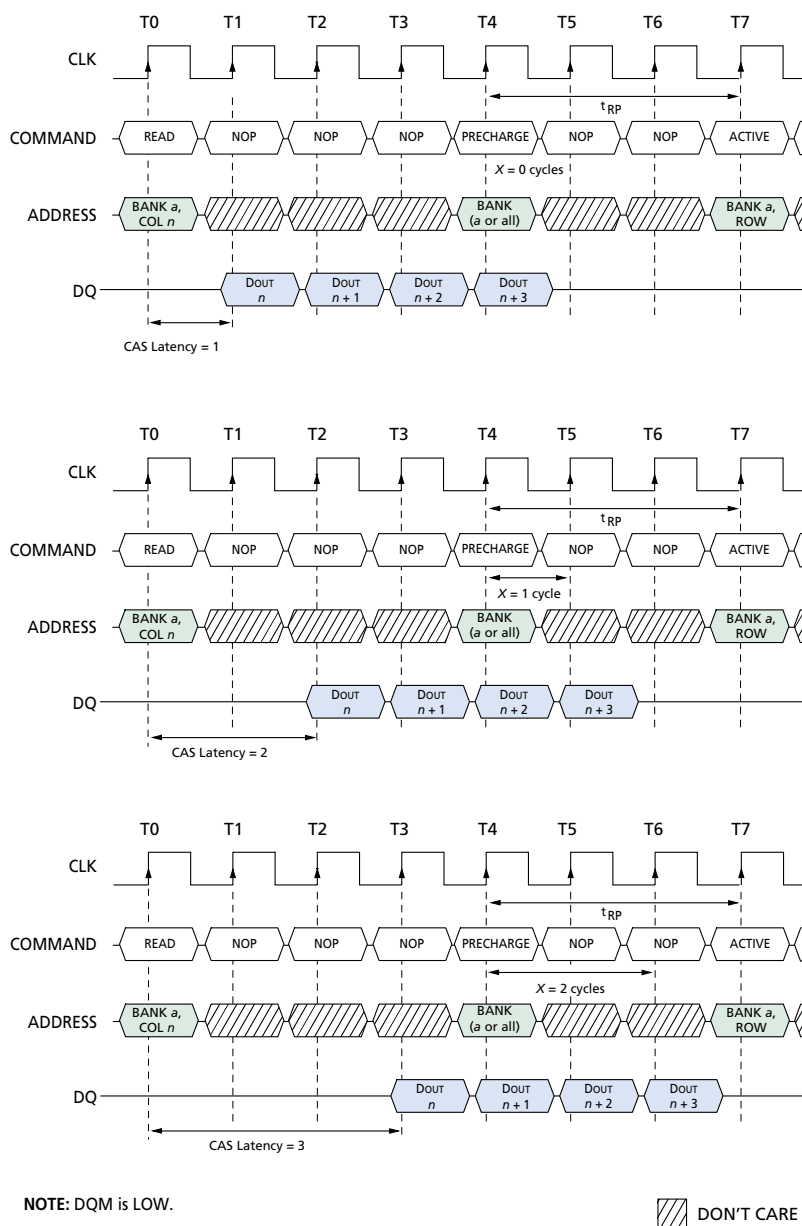 T0 T1 T2 T3 T4 T5 T6 T7
CLK
tRP
COMMAND READ NOP NOP NOP PRECHARGE NOP NOP ACTIVE
X = 0 cycles
ADDRESS BANK a, COL n BANK (a or all) BANK a, ROW
DQ DOUT n DOUT n + 1 DOUT n + 2 DOUT n + 3
CAS Latency = 1
T0 T1 T2 T3 T4 T5 T6 T7
CLK
tRP
COMMAND READ NOP NOP NOP PRECHARGE NOP NOP ACTIVE
X = 1 cycle
ADDRESS BANK a, COL n BANK (a or all) BANK a, ROW
DQ DOUT n DOUT n + 1 DOUT n + 2 DOUT n + 3
CAS Latency = 2
T0 T1 T2 T3 T4 T5 T6 T7
CLK
tRP
COMMAND READ NOP NOP NOP PRECHARGE NOP NOP ACTIVE
X = 2 cycles
ADDRESS BANK a, COL n BANK (a or all) BANK a, ROW
DQ DOUT n DOUT n + 1 DOUT n + 2 DOUT n + 3
CAS Latency = 3
NOTE: DQM is LOW.
DON'T CARE